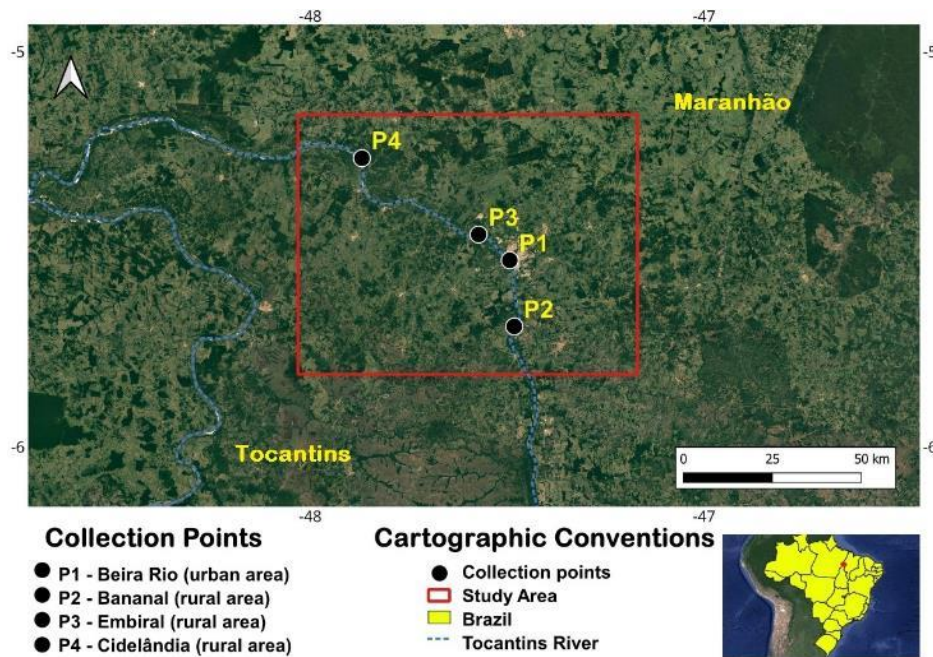 -48 -47
-5 -5
Maranhão
P4
P3
P1
P2
Tocantins
-6 -6
0 25 50 km
-48 -47
Collection Points
P1 - Beira Rio (urban area)
P2 - Bananal (rural area)
P3 - Embiral (rural area)
P4 - Cidelândia (rural area)
Cartographic Conventions
Collection points
Study Area
Brazil
Tocantins River